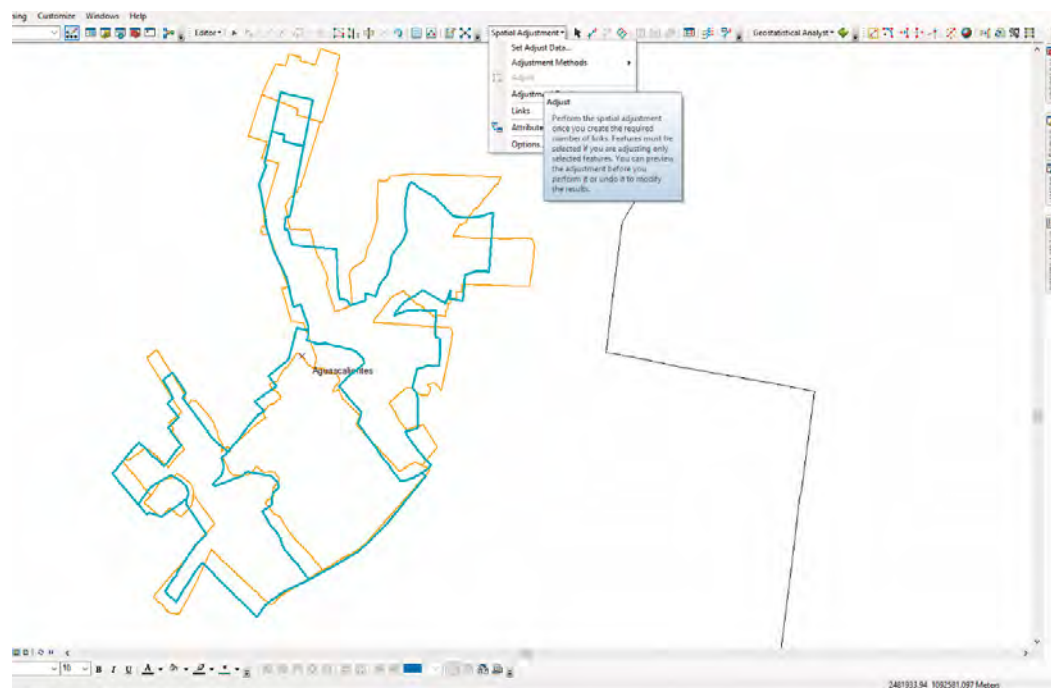 Customize Windows Help
Editor
Spatial Adjustment
Geostatistical Analyst
Set Adjust Data...
Adjustment Methods
Adjust
Links
Attribute
Options...
Adjust
Perform the spatial adjustment
once you create the required
number of links. Features must be
selected if you are adjusting only
selected features. You can preview
the adjustment before you
perform it or undo it to modify
the results.
Aguascalientes
10 B I U A
2481933.94 1092581.097 Meters